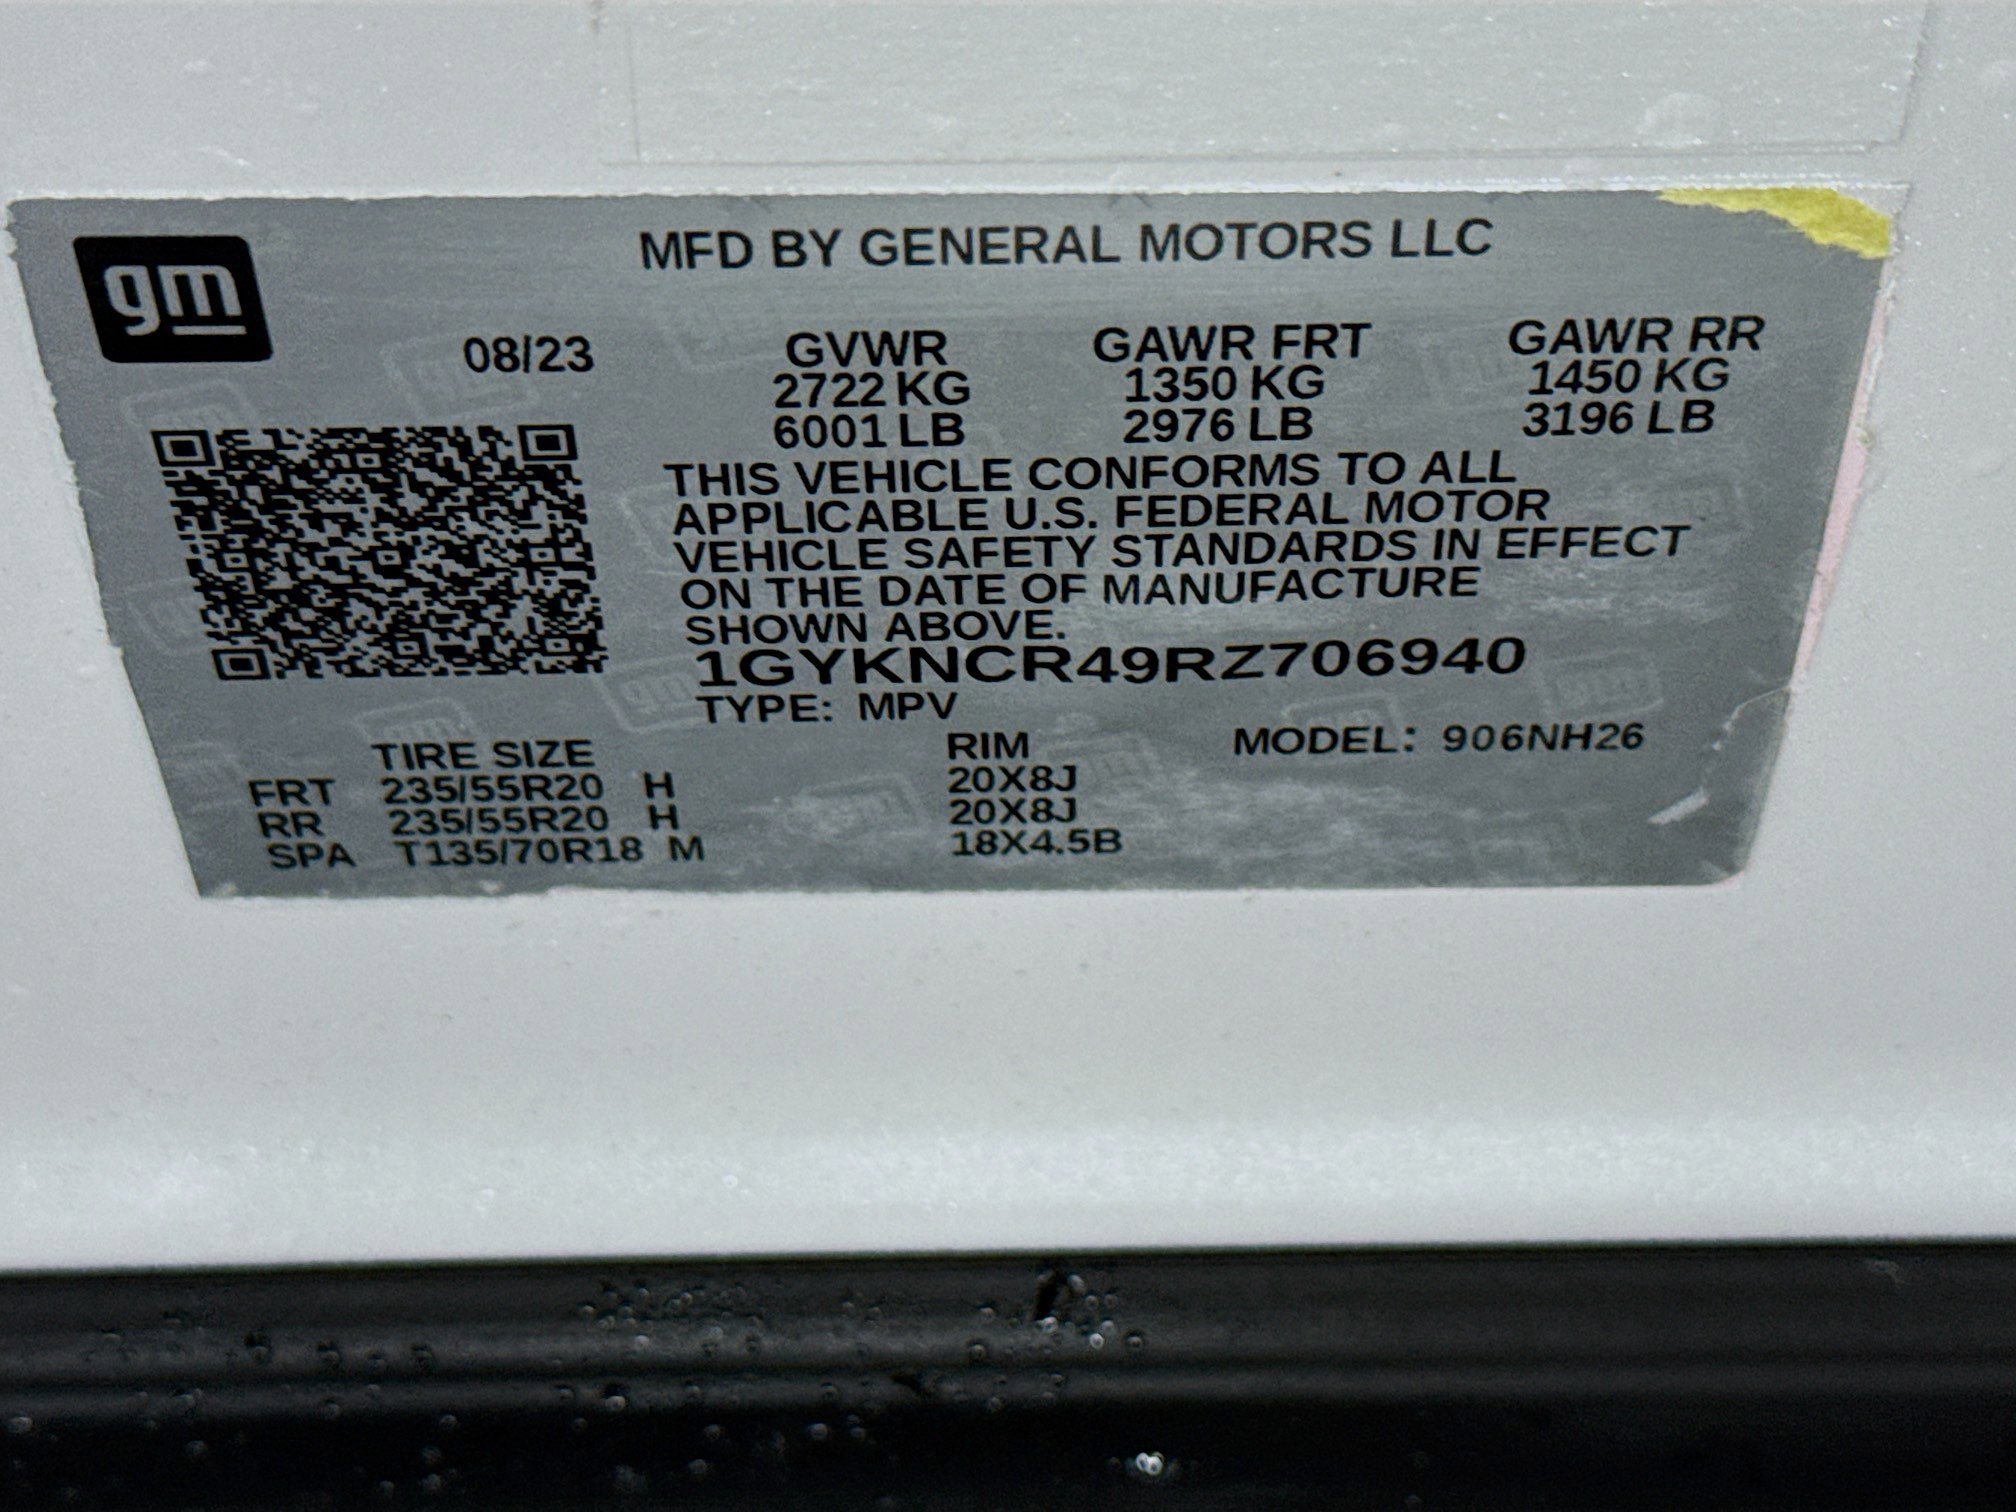 gm
MFD BY GENERAL MOTORS LLC
08/23 GVWR GAWR FRT GAWR RR
2722 KG 1350 KG 1450 KG
6001 LB 2976 LB 3196 LB
THIS VEHICLE CONFORMS TO ALL
APPLICABLE U.S. FEDERAL MOTOR
VEHICLE SAFETY STANDARDS IN EFFECT
ON THE DATE OF MANUFACTURE
SHOWN ABOVE.
1GYKNCR49RZ706940
TYPE: MPV
TIRE SIZE RIM MODEL: 906NH26
FRT 235/55R20 H 20X8J
RR 235/55R20 H 20X8J
SPA T135/70R18 M 18X4.5B